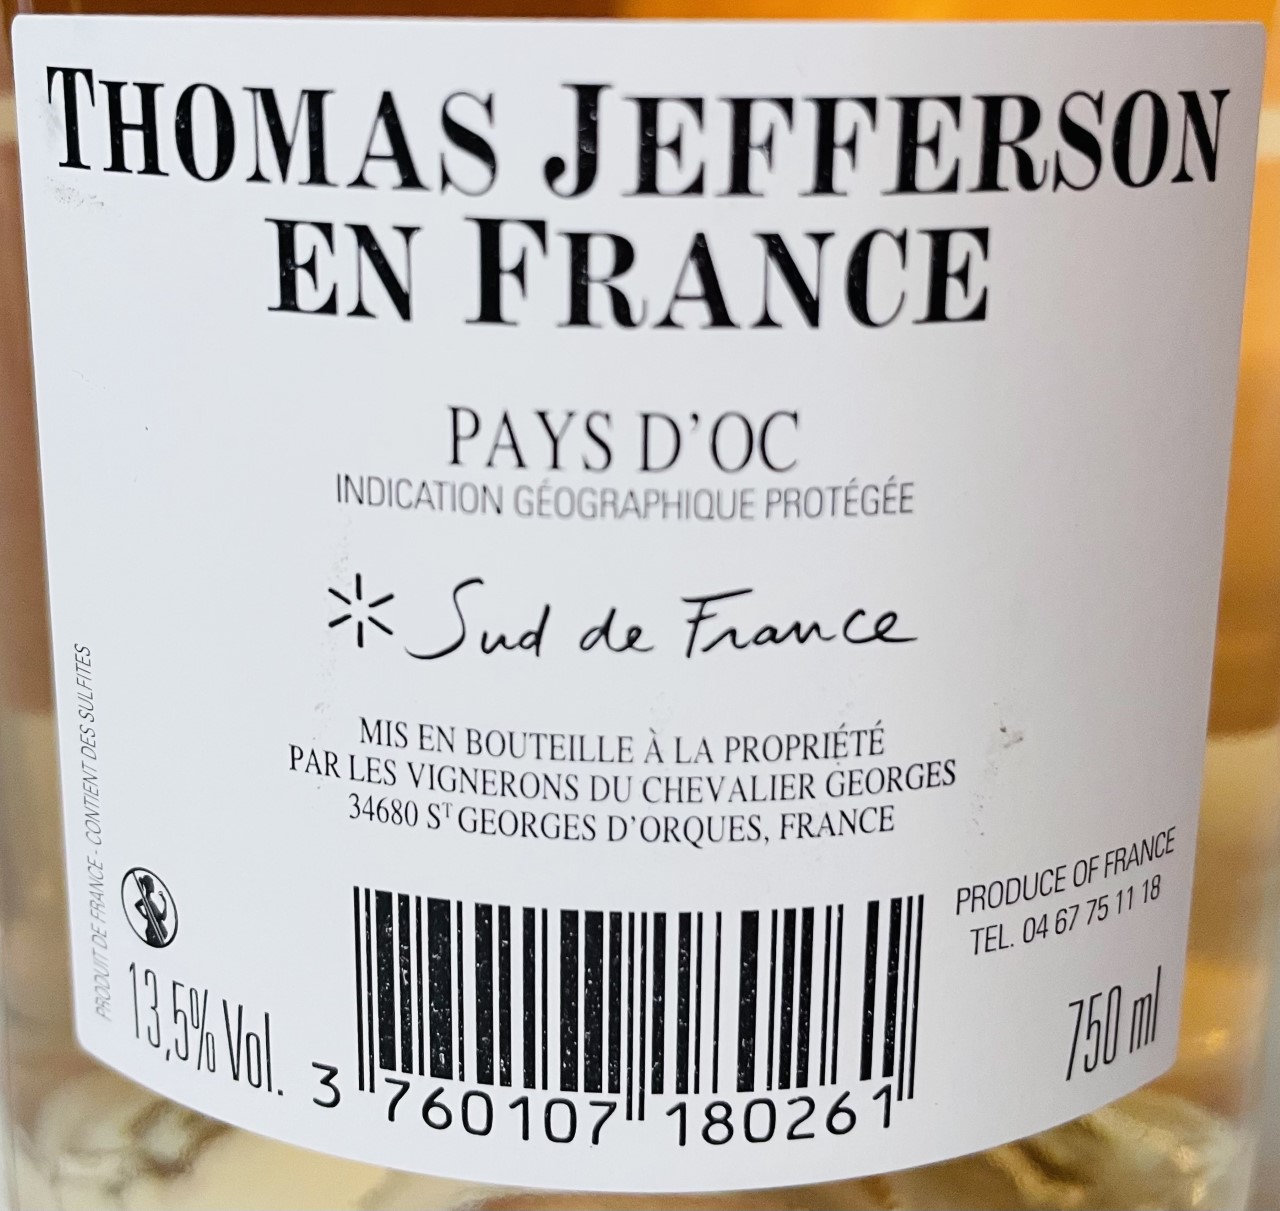 THOMAS JEFFERSON
EN FRANCE
PAYS D'OC
INDICATION GÉOGRAPHIQUE PROTÉGÉE
Sud de France
MIS EN BOUTEILLE À LA PROPRIÉTÉ
PAR LES VIGNERONS DU CHEVALIER GEORGES
34680 ST GEORGES D'ORQUES, FRANCE
PRODUIT DE FRANCE - CONTIENT DES SULFITES
PRODUCE OF FRANCE
TEL. 04 67 75 11 18
13,5% Vol.
750 ml
3 760107 180261